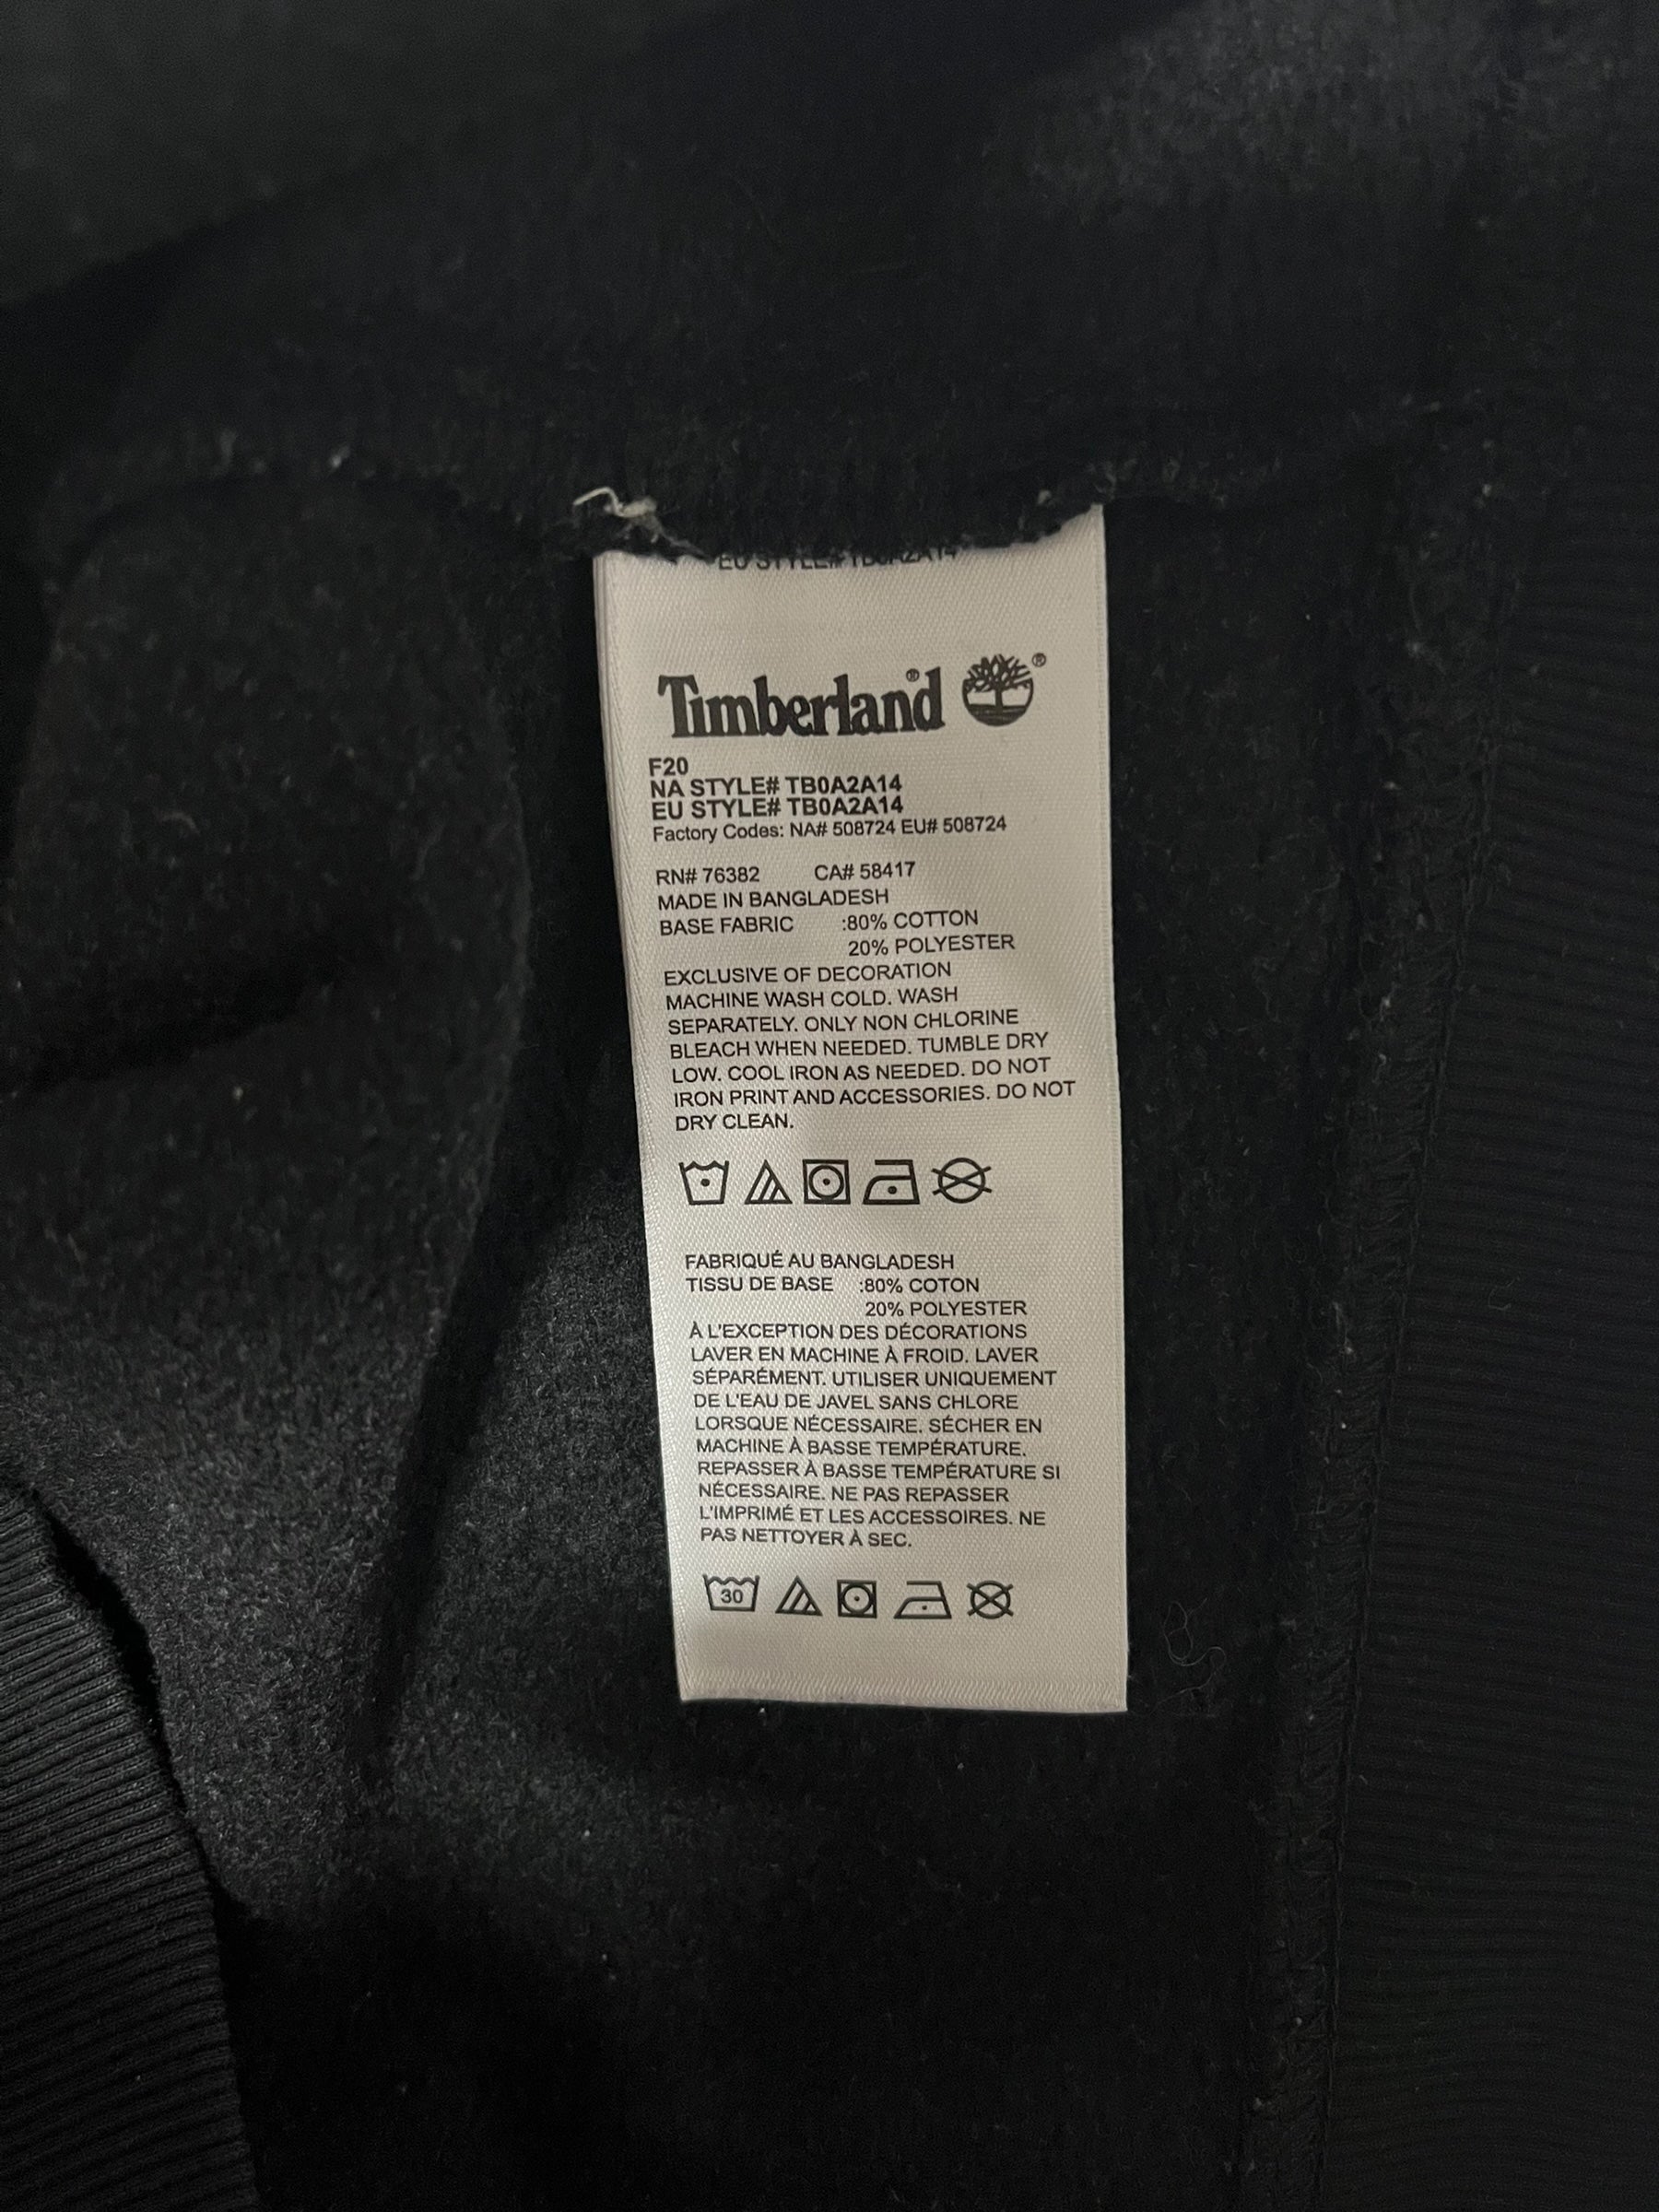 EU STYLE# TB0A2A14
Timberland® ®
F20
NA STYLE# TB0A2A14
EU STYLE# TB0A2A14
Factory Codes: NA# 508724 EU# 508724
RN# 76382 CA# 58417
MADE IN BANGLADESH
BASE FABRIC :80% COTTON
20% POLYESTER
EXCLUSIVE OF DECORATION
MACHINE WASH COLD. WASH
SEPARATELY. ONLY NON CHLORINE
BLEACH WHEN NEEDED. TUMBLE DRY
LOW. COOL IRON AS NEEDED. DO NOT
IRON PRINT AND ACCESSORIES. DO NOT
DRY CLEAN.
FABRIQUÉ AU BANGLADESH
TISSU DE BASE :80% COTON
20% POLYESTER
À L'EXCEPTION DES DÉCORATIONS
LAVER EN MACHINE À FROID. LAVER
SÉPARÉMENT. UTILISER UNIQUEMENT
DE L'EAU DE JAVEL SANS CHLORE
LORSQUE NÉCESSAIRE. SÉCHER EN
MACHINE À BASSE TEMPÉRATURE.
REPASSER À BASSE TEMPÉRATURE SI
NÉCESSAIRE. NE PAS REPASSER
L'IMPRIMÉ ET LES ACCESSOIRES. NE
PAS NETTOYER À SEC.
30